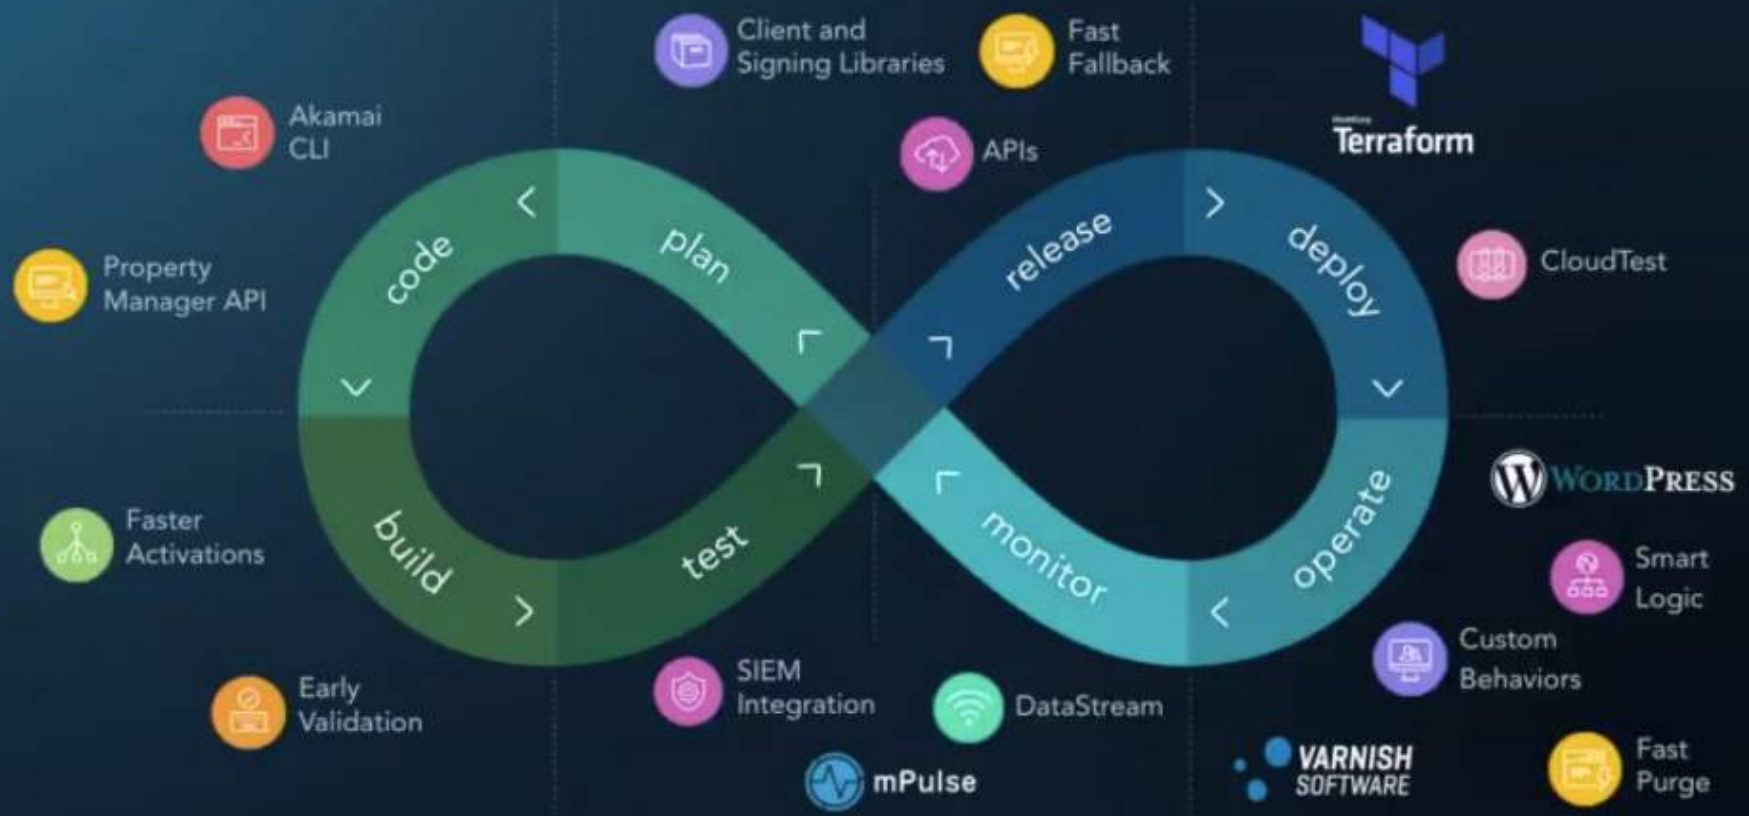 Client and
Signing Libraries
Fast
Fallback
Akamai
CLI
APIs
Terraform
Property
Manager API
code
plan
release
deploy
CloudTest
Faster
Activations
build
test
monitor
operate
WORDPRESS
Smart
Logic
Custom
Behaviors
Early
Validation
SIEM
Integration
DataStream
mPulse
VARNISH
SOFTWARE
Fast
Purge